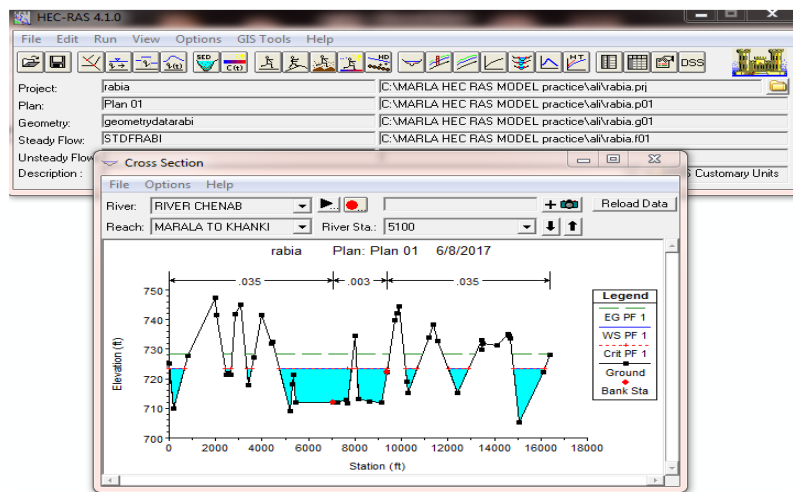 HEC-RAS 4.1.0
File Edit Run View Options GIS Tools Help
SED C(t) HD HT DSS
Project: rabia C:\MARLA HEC RAS MODEL practice\ali\rabia.prj
Plan: Plan 01 C:\MARLA HEC RAS MODEL practice\ali\rabia.p01
Geometry: geometrydatarabi C:\MARLA HEC RAS MODEL practice\ali\rabia.g01
Steady Flow: STDFRABI C:\MARLA HEC RAS MODEL practice\ali\rabia.f01
Unsteady Flow
Description : Customary Units
Cross Section
File Options Help
River: RIVER CHENAB Reload Data
Reach: MARALA TO KHANKI River Sta.: 5100
rabia Plan: Plan 01 6/8/2017
.035 .003 .035
750
740
730
720
710
700
Elevation (ft)
0 2000 4000 6000 8000 10000 12000 14000 16000 18000
Station (ft)
Legend
EG PF 1
WS PF 1
Crit PF 1
Ground
Bank Sta